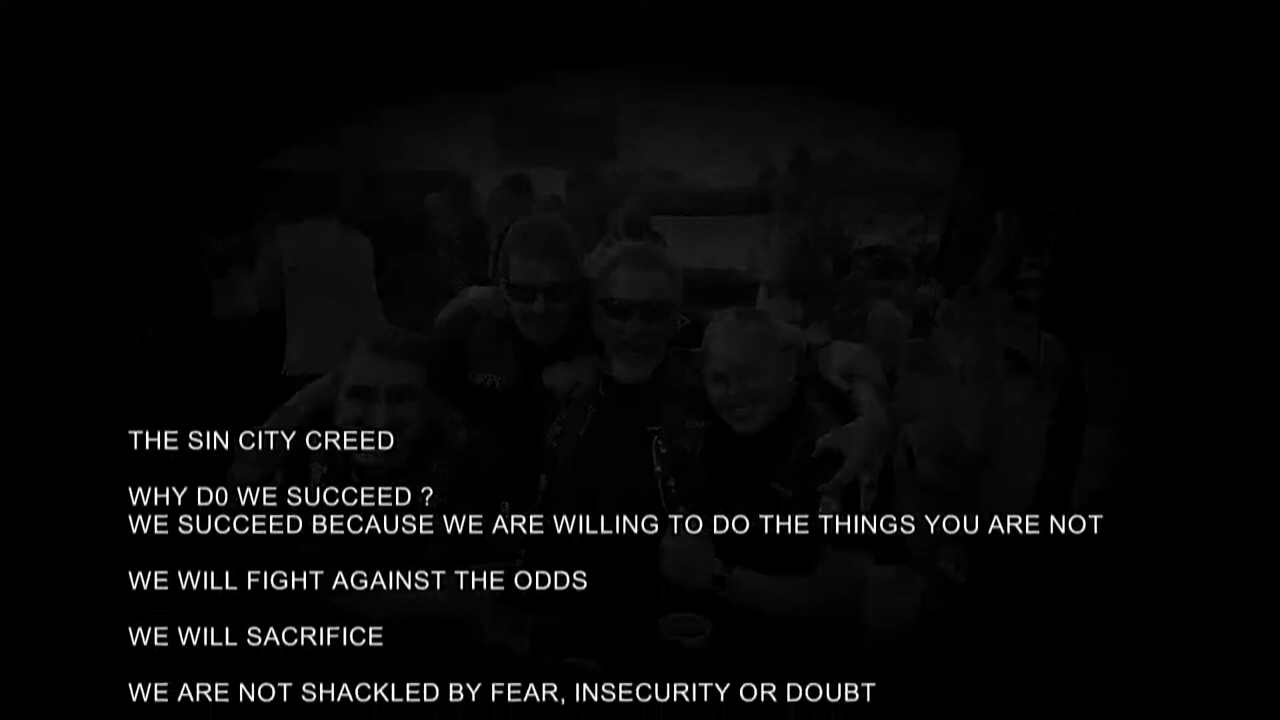 THE SIN CITY CREED
WHY D0 WE SUCCEED ?
WE SUCCEED BECAUSE WE ARE WILLING TO DO THE THINGS YOU ARE NOT
WE WILL FIGHT AGAINST THE ODDS
WE WILL SACRIFICE
WE ARE NOT SHACKLED BY FEAR, INSECURITY OR DOUBT